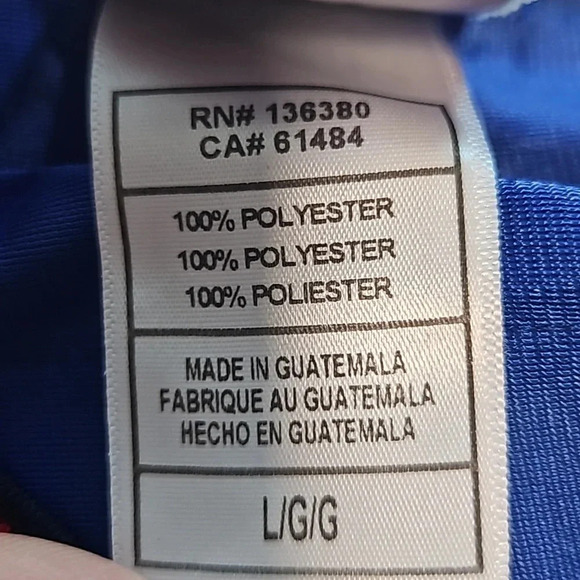 RN# 136380
CA# 61484
100% POLYESTER
100% POLYESTER
100% POLIESTER
MADE IN GUATEMALA
FABRIQUE AU GUATEMALA
HECHO EN GUATEMALA
L/G/G